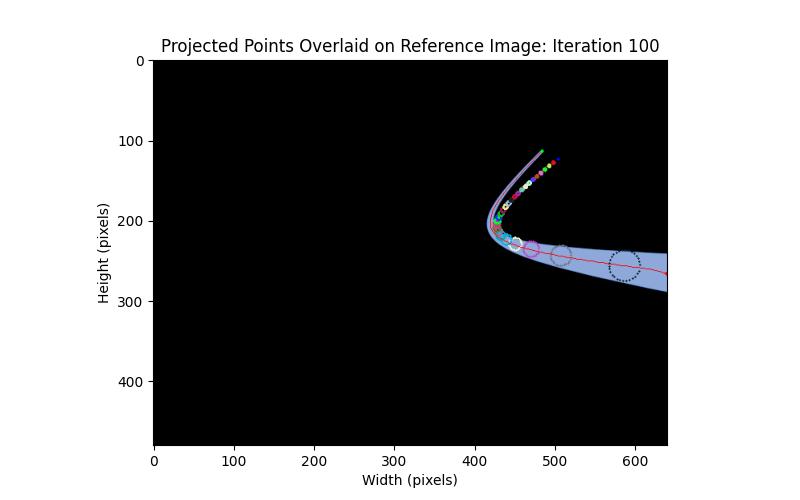 Projected Points Overlaid on Reference Image: Iteration 100
0
100
200
300
400
Height (pixels)
0 100 200 300 400 500 600
Width (pixels)